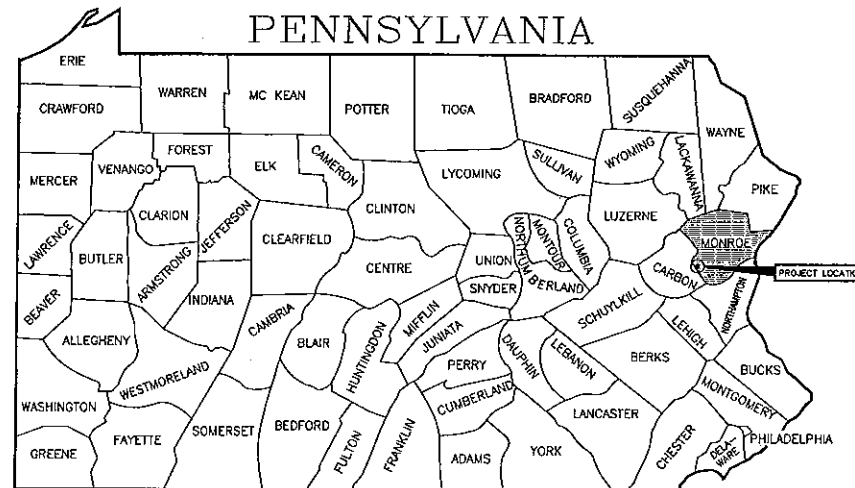 PENNSYLVANIA
ERIE
CRAWFORD
WARREN
MC KEAN
POTTER
TIOGA
BRADFORD
SUSQUEHANNA
WAYNE
MERCER
VENANGO
FOREST
ELK
CAMERON
LYCOMING
SULLIVAN
WYOMING
LACKAWANNA
PIKE
LAWRENCE
BUTLER
CLARION
JEFFERSON
CLEARFIELD
CLINTON
CENTRE
UNION
NORTHUMBERLAND
MONTOUR
COLUMBIA
LUZERNE
MONROE
PROJECT LOCATIO
BEAVER
ARMSTRONG
INDIANA
CAMBRIA
BLAIR
HUNTINGDON
MIFFLIN
JUNIATA
SNYDER
SCHUYLKILL
CARBON
NORTHAMPTON
LEHIGH
ALLEGHENY
WESTMORELAND
PERRY
DAUPHIN
LEBANON
BERKS
BUCKS
MONTGOMERY
WASHINGTON
FAYETTE
SOMERSET
BEDFORD
FULTON
FRANKLIN
CUMBERLAND
ADAMS
YORK
LANCASTER
CHESTER
DELA-
WARE
PHILADELPHIA
GREENE